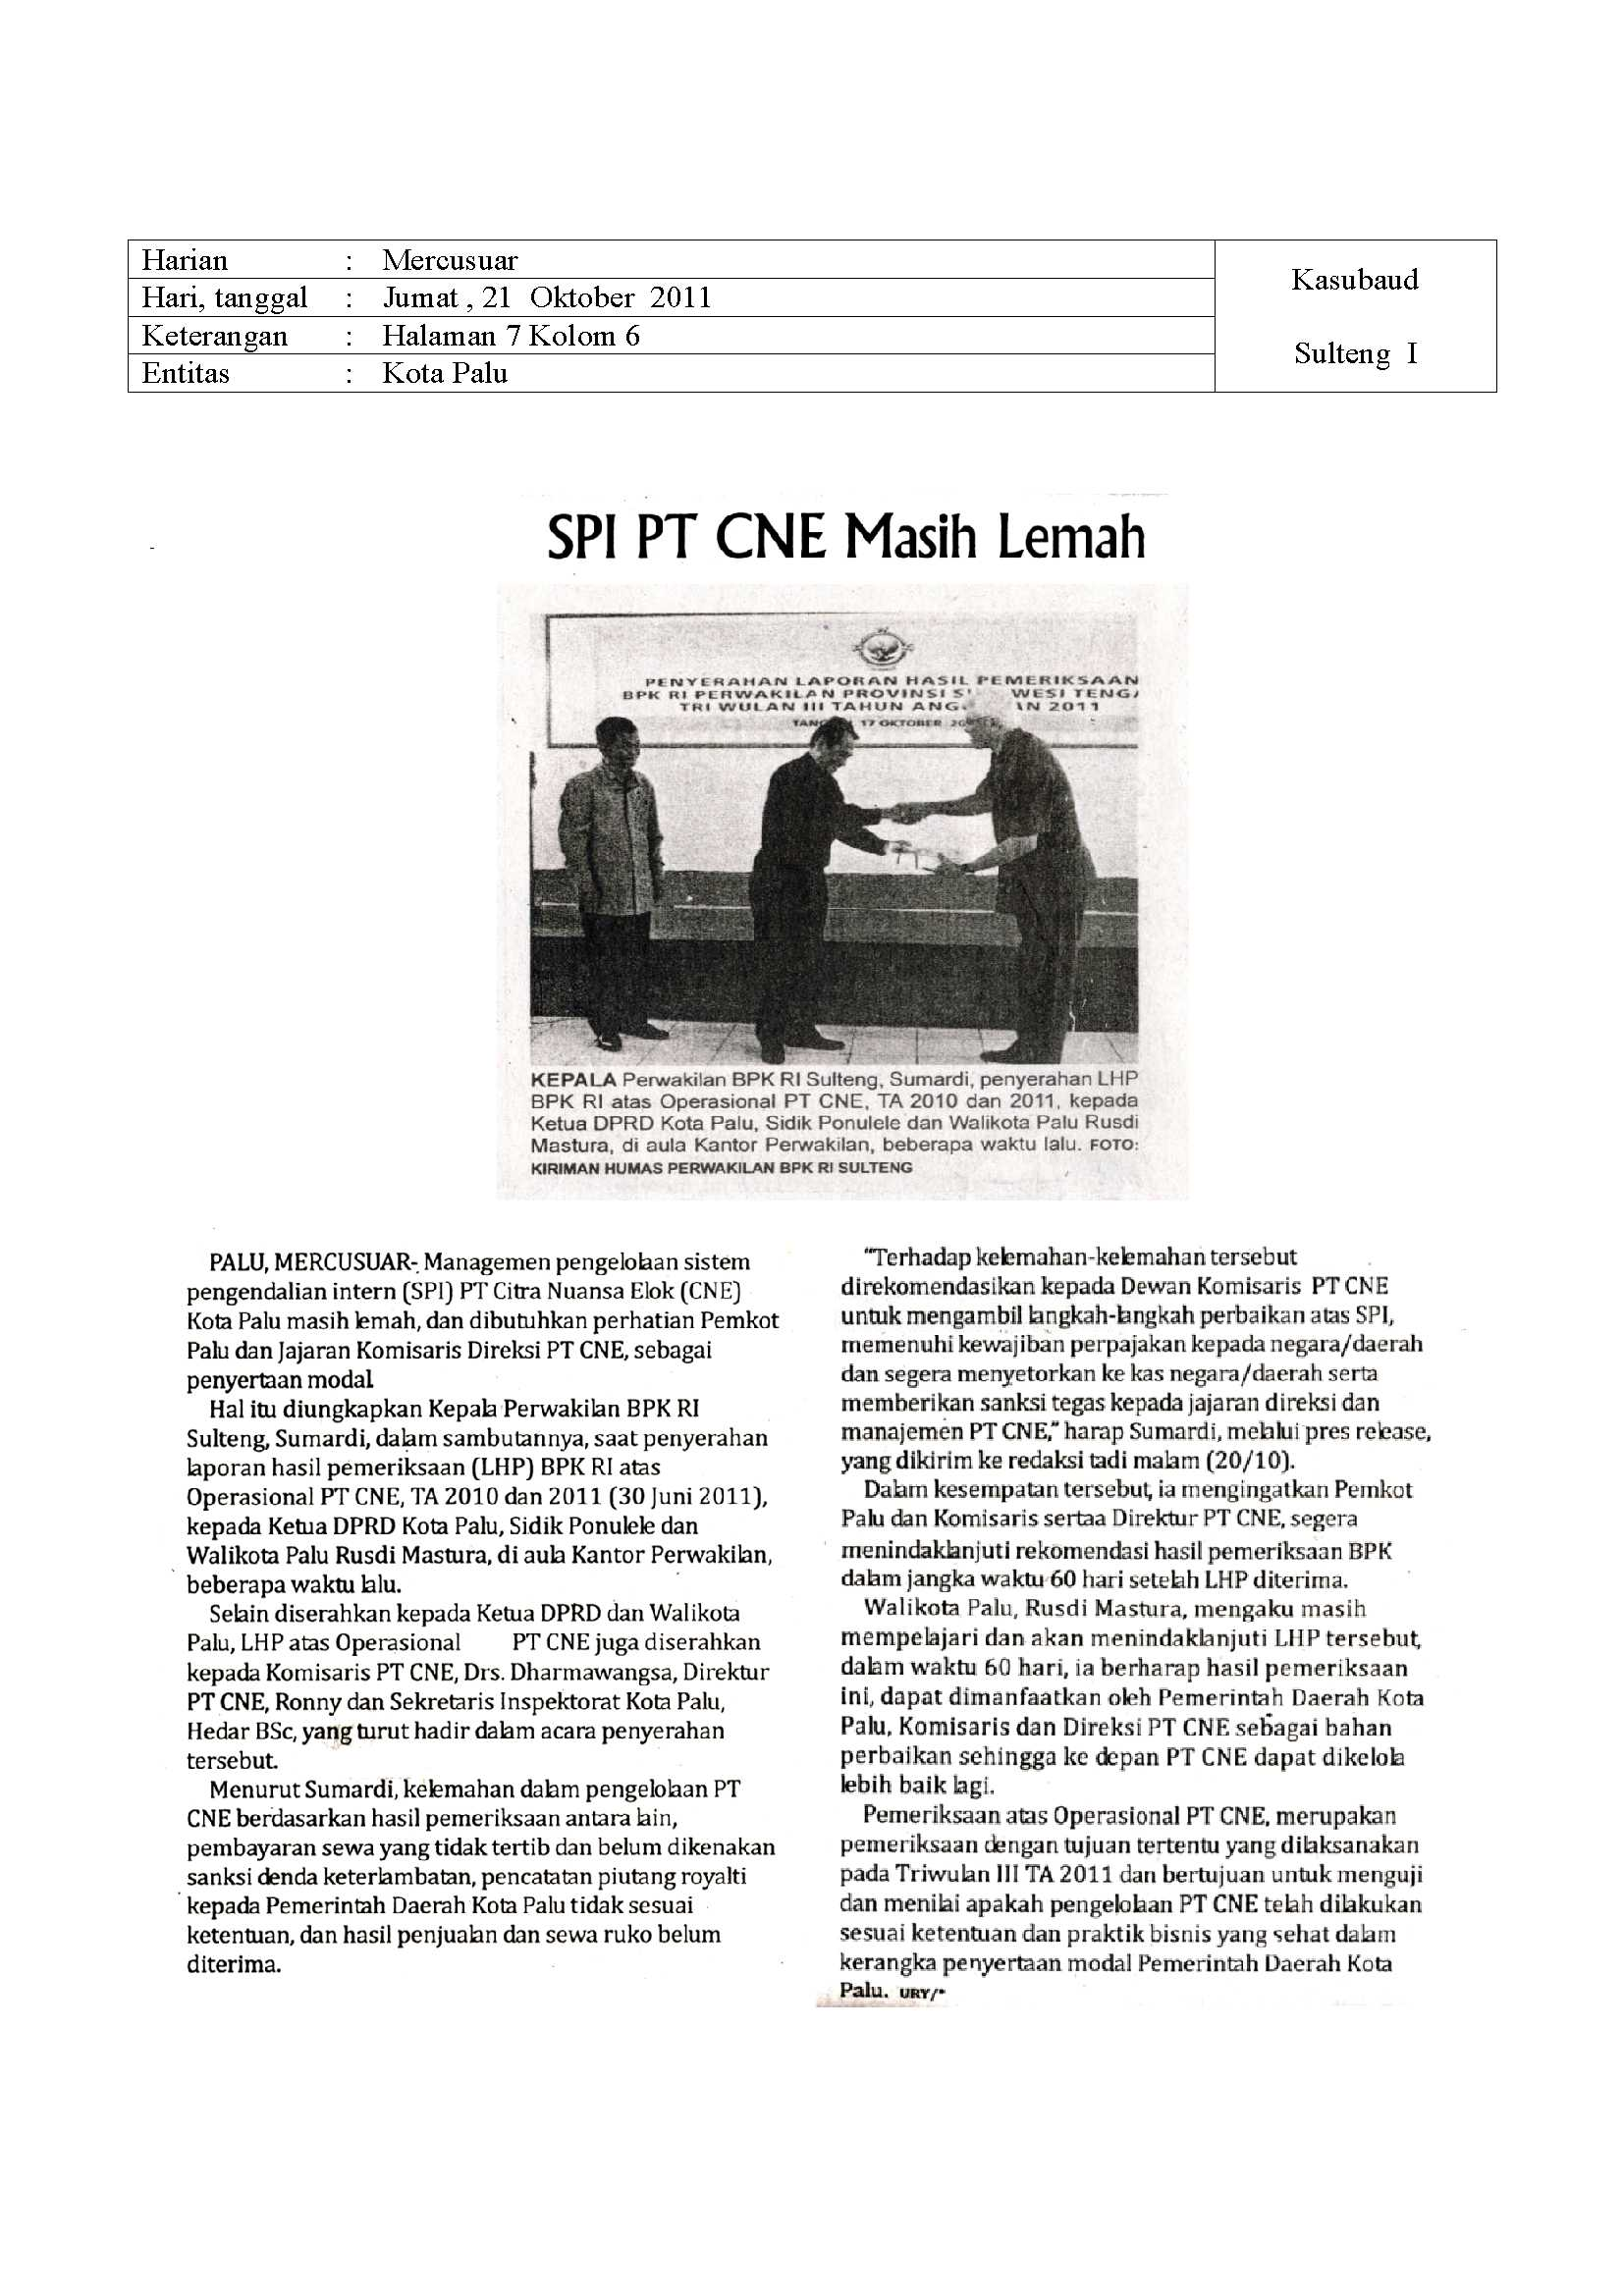 Harian : Mercusuar
Hari, tanggal : Jumat , 21 Oktober 2011
Keterangan : Halaman 7 Kolom 6
Entitas : Kota Palu
Kasubaud
Sulteng I
SPI PT CNE Masih Lemah
PENYERAHAN LAPORAN HASIL PEMERIKSAAN
BPK RI PERWAKILAN PROVINSI S WESI TENGA
TRI WULAN III TAHUN ANG AN 2011
17 OKTOBER
KEPALA Perwakilan BPK RI Sulteng, Sumardi, penyerahan LHP
BPK RI atas Operasional PT CNE, TA 2010 dan 2011, kepada
Ketua DPRD Kota Palu, Sidik Ponulele dan Walikota Palu Rusdi
Mastura, di aula Kantor Perwakilan, beberapa waktu lalu. FOTO:
KIRIMAN HUMAS PERWAKILAN BPK RI SULTENG
PALU, MERCUSUAR- Managemen pengelolaan sistem
pengendalian intern (SPI) PT Citra Nuansa Elok (CNE)
Kota Palu masih lemah, dan dibutuhkan perhatian Pemkot
Palu dan Jajaran Komisaris Direksi PT CNE, sebagai
penyertaan modal.
Hal itu diungkapkan Kepala Perwakilan BPK RI
Sulteng, Sumardi, dalam sambutannya, saat penyerahan
laporan hasil pemeriksaan (LHP) BPK RI atas
Operasional PT CNE, TA 2010 dan 2011 (30 Juni 2011),
kepada Ketua DPRD Kota Palu, Sidik Ponulele dan
Walikota Palu Rusdi Mastura, di aula Kantor Perwakilan,
beberapa waktu lalu.
Selain diserahkan kepada Ketua DPRD dan Walikota
Palu, LHP atas Operasional PT CNE juga diserahkan
kepada Komisaris PT CNE, Drs. Dharmawangsa, Direktur
PT CNE, Ronny dan Sekretaris Inspektorat Kota Palu,
Hedar BSc, yang turut hadir dalam acara penyerahan
tersebut.
Menurut Sumardi, kelemahan dalam pengelolaan PT
CNE berdasarkan hasil pemeriksaan antara lain,
pembayaran sewa yang tidak tertib dan belum dikenakan
sanksi denda keterlambatan, pencatatan piutang royalti
kepada Pemerintah Daerah Kota Palu tidak sesuai
ketentuan, dan hasil penjualan dan sewa ruko belum
diterima.
"Terhadap kelemahan-kelemahan tersebut
direkomendasikan kepada Dewan Komisaris PT CNE
untuk mengambil langkah-langkah perbaikan atas SPI,
memenuhi kewajiban perpajakan kepada negara/daerah
dan segera menyetorkan ke kas negara/daerah serta
memberikan sanksi tegas kepada jajaran direksi dan
manajemen PT CNE," harap Sumardi, melalui pres release,
yang dikirim ke redaksi tadi malam (20/10).
Dalam kesempatan tersebut, ia mengingatkan Pemkot
Palu dan Komisaris sertaa Direktur PT CNE, segera
menindaklanjuti rekomendasi hasil pemeriksaan BPK
dalam jangka waktu 60 hari setelah LHP diterima.
Walikota Palu, Rusdi Mastura, mengaku masih
mempelajari dan akan menindaklanjuti LHP tersebut,
dalam waktu 60 hari, ia berharap hasil pemeriksaan
ini, dapat dimanfaatkan oleh Pemerintah Daerah Kota
Palu, Komisaris dan Direksi PT CNE sebagai bahan
perbaikan sehingga ke depan PT CNE dapat dikelola
lebih baik lagi.
Pemeriksaan atas Operasional PT CNE, merupakan
pemeriksaan dengan tujuan tertentu yang dilaksanakan
pada Triwulan III TA 2011 dan bertujuan untuk menguji
dan menilai apakah pengelolaan PT CNE telah dilakukan
sesuai ketentuan dan praktik bisnis yang sehat dalam
kerangka penyertaan modal Pemerintah Daerah Kota
Palu. URY/*